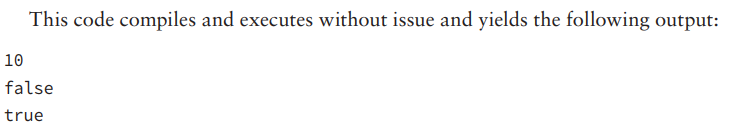 This code compiles and executes without issue and yields the following output:
10
false
true